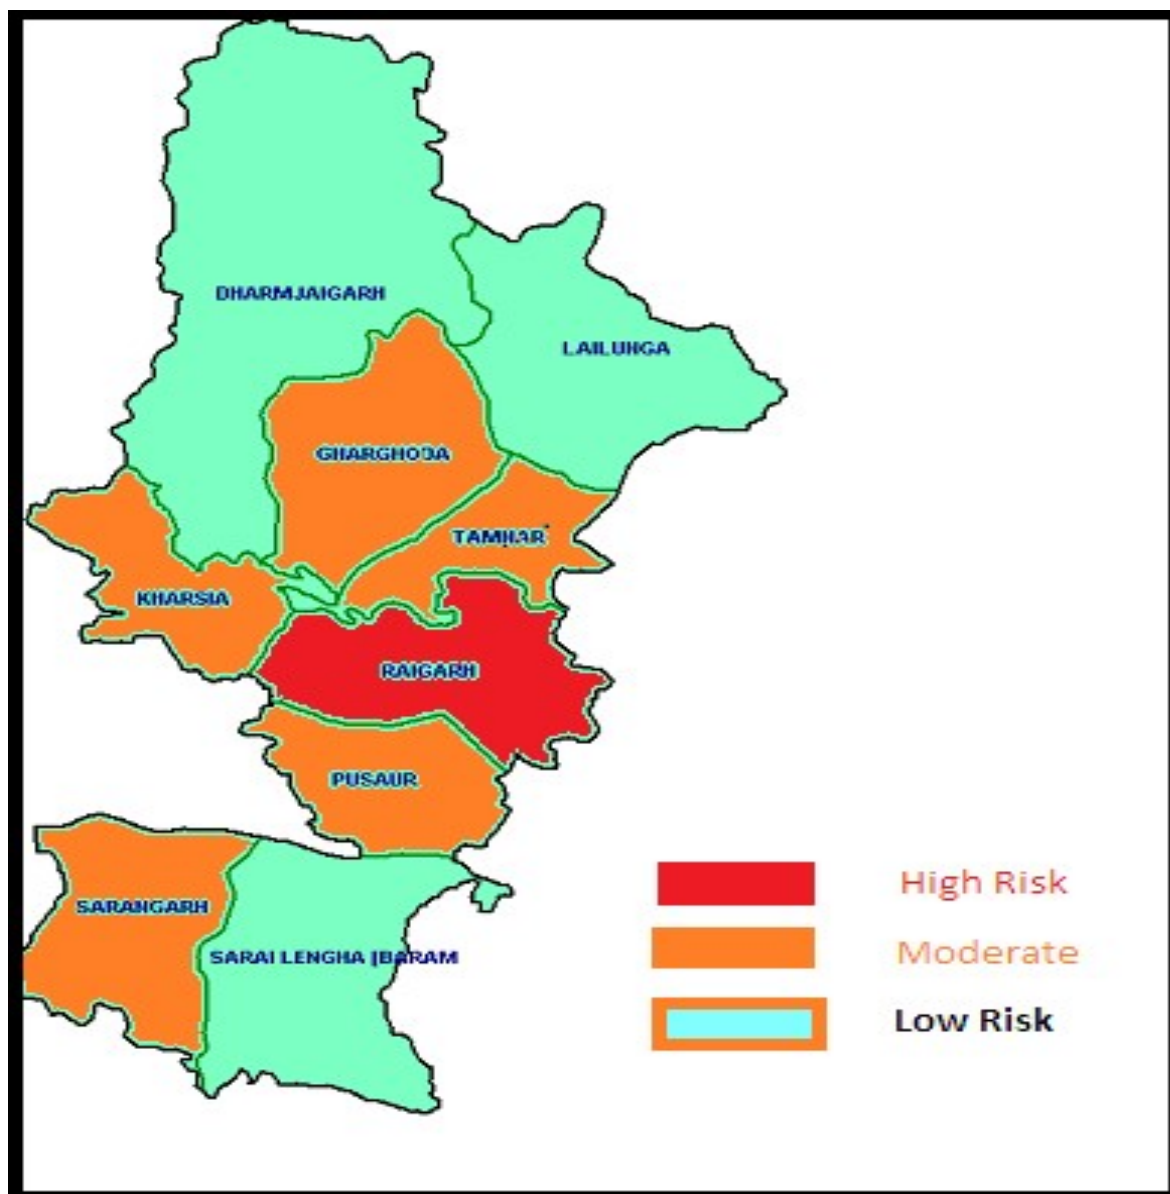 DHARMJAIGARH
LAILUNGA
GHARGHODA
TAMNAR
KHARSIA
RAIGARH
PUSAUR
SARANGARH
SARAI LENGHA [BARAM
High Risk
Moderate
Low Risk